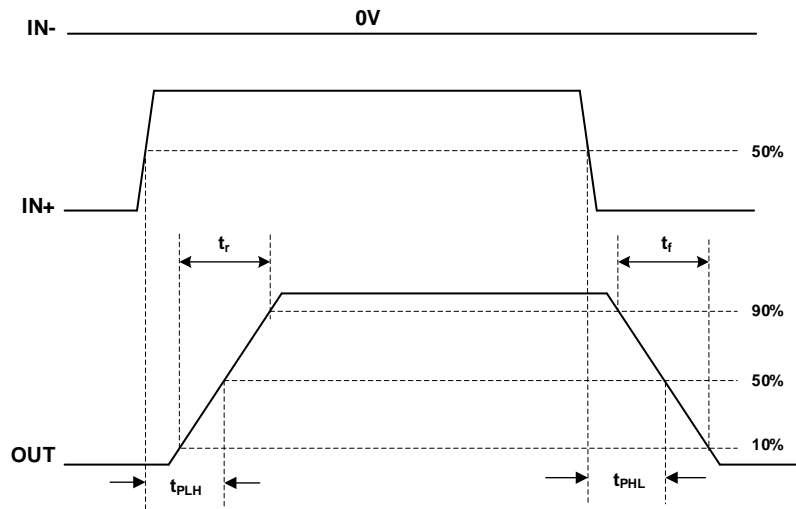 IN- 0V
50%
IN+
tr tf
90%
50%
10%
OUT
tPLH tPHL